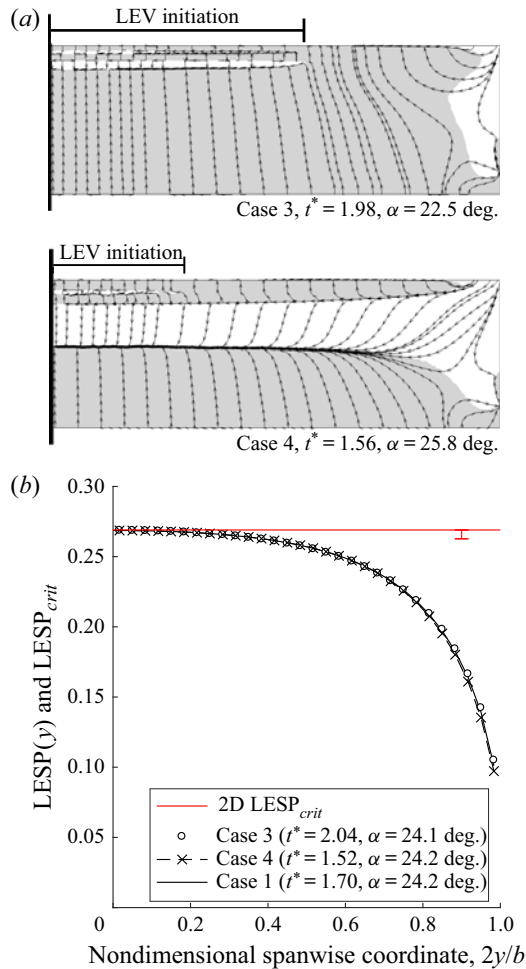 (a)
LEV initiation
Case 3, t* = 1.98, α = 22.5 deg.
LEV initiation
Case 4, t* = 1.56, α = 25.8 deg.
(b)
0.30
0.25
0.20
0.15
0.10
0.05
LESP(y) and LESPcrit
2D LESPcrit
Case 3 (t* = 2.04, α = 24.1 deg.)
Case 4 (t* = 1.52, α = 24.2 deg.)
Case 1 (t* = 1.70, α = 24.2 deg.)
0 0.2 0.4 0.6 0.8 1.0
Nondimensional spanwise coordinate, 2y/b